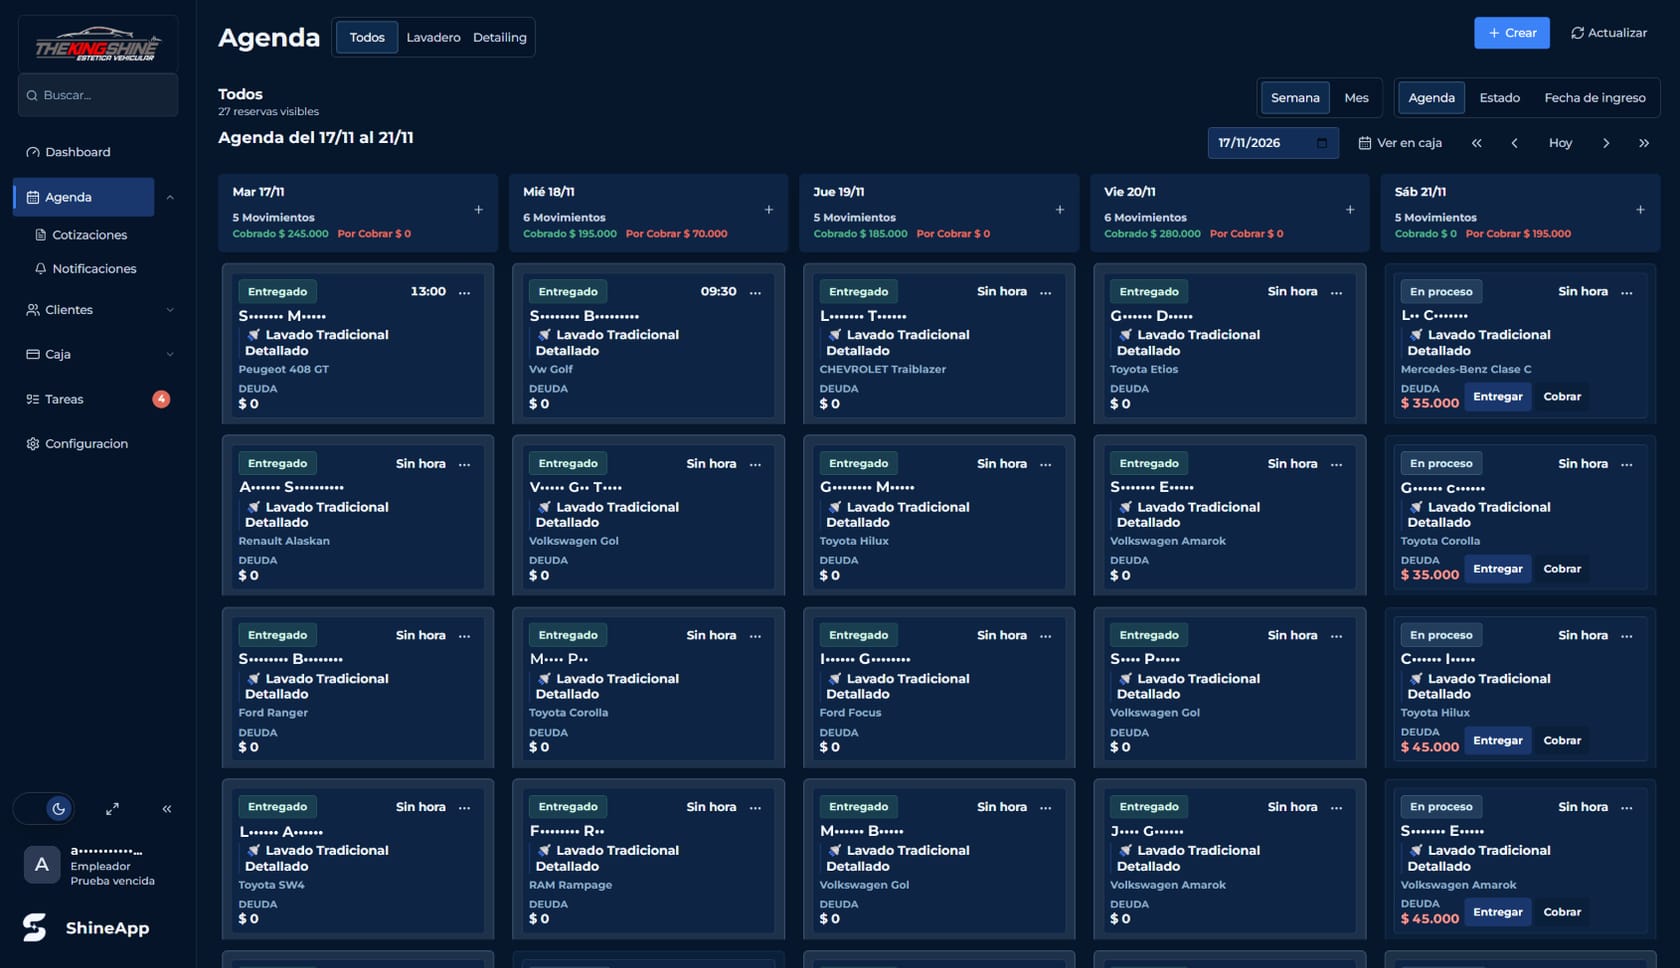 THEKINGSHINE
ESTETICA VEHICULAR
Buscar...
Dashboard
Agenda
Cotizaciones
Notificaciones
Clientes
Caja
Tareas 4
Configuracion
A
a•••••••••••...
Empleador
Prueba vencida
ShineApp
Agenda Todos Lavadero Detailing
+ Crear Actualizar
Todos
27 reservas visibles
Semana Mes Agenda Estado Fecha de ingreso
Agenda del 17/11 al 21/11
17/11/2026 Ver en caja « ‹ Hoy › »
Mar 17/11
5 Movimientos +
Cobrado $ 245.000 Por Cobrar $ 0
Mié 18/11
6 Movimientos +
Cobrado $ 195.000 Por Cobrar $ 70.000
Jue 19/11
5 Movimientos +
Cobrado $ 185.000 Por Cobrar $ 0
Vie 20/11
6 Movimientos +
Cobrado $ 280.000 Por Cobrar $ 0
Sáb 21/11
5 Movimientos +
Cobrado $ 0 Por Cobrar $ 195.000
Entregado 13:00 ...
S••••••• M•••••
Lavado Tradicional
Detallado
Peugeot 408 GT
DEUDA
$ 0
Entregado 09:30 ...
S•••••••• B•••••••••
Lavado Tradicional
Detallado
Vw Golf
DEUDA
$ 0
Entregado Sin hora ...
L••••••• T••••••
Lavado Tradicional
Detallado
CHEVROLET Traiblazer
DEUDA
$ 0
Entregado Sin hora ...
G•••••• D•••••
Lavado Tradicional
Detallado
Toyota Etios
DEUDA
$ 0
En proceso Sin hora ...
L•• C•••••••
Lavado Tradicional
Detallado
Mercedes-Benz Clase C
DEUDA
$ 35.000 Entregar Cobrar
Entregado Sin hora ...
A•••••• S••••••••••
Lavado Tradicional
Detallado
Renault Alaskan
DEUDA
$ 0
Entregado Sin hora ...
V••••• G•• T••••
Lavado Tradicional
Detallado
Volkswagen Gol
DEUDA
$ 0
Entregado Sin hora ...
G•••••••• M•••••
Lavado Tradicional
Detallado
Toyota Hilux
DEUDA
$ 0
Entregado Sin hora ...
S••••••• E•••••
Lavado Tradicional
Detallado
Volkswagen Amarok
DEUDA
$ 0
En proceso Sin hora ...
G•••••• c••••••
Lavado Tradicional
Detallado
Toyota Corolla
DEUDA
$ 35.000 Entregar Cobrar
Entregado Sin hora ...
S•••••••• B••••••••
Lavado Tradicional
Detallado
Ford Ranger
DEUDA
$ 0
Entregado Sin hora ...
M•••• P••
Lavado Tradicional
Detallado
Toyota Corolla
DEUDA
$ 0
Entregado Sin hora ...
I•••••• G••••••••
Lavado Tradicional
Detallado
Ford Focus
DEUDA
$ 0
Entregado Sin hora ...
S•••• P•••••
Lavado Tradicional
Detallado
Volkswagen Gol
DEUDA
$ 0
En proceso Sin hora ...
C•••••• I•••••
Lavado Tradicional
Detallado
Toyota Hilux
DEUDA
$ 45.000 Entregar Cobrar
Entregado Sin hora ...
L•••••• A••••••
Lavado Tradicional
Detallado
Toyota SW4
DEUDA
$ 0
Entregado Sin hora ...
F•••••••• R••
Lavado Tradicional
Detallado
RAM Rampage
DEUDA
$ 0
Entregado Sin hora ...
M•••••• B•••••
Lavado Tradicional
Detallado
Volkswagen Gol
DEUDA
$ 0
Entregado Sin hora ...
J•••• G••••••
Lavado Tradicional
Detallado
Volkswagen Amarok
DEUDA
$ 0
En proceso Sin hora ...
S••••••• E•••••
Lavado Tradicional
Detallado
Volkswagen Amarok
DEUDA
$ 45.000 Entregar Cobrar